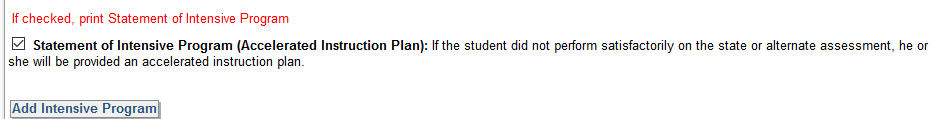 If checked, print Statement of Intensive Program
Statement of Intensive Program (Accelerated Instruction Plan): If the student did not perform satisfactorily on the state or alternate assessment, he or
she will be provided an accelerated instruction plan.
Add Intensive Program